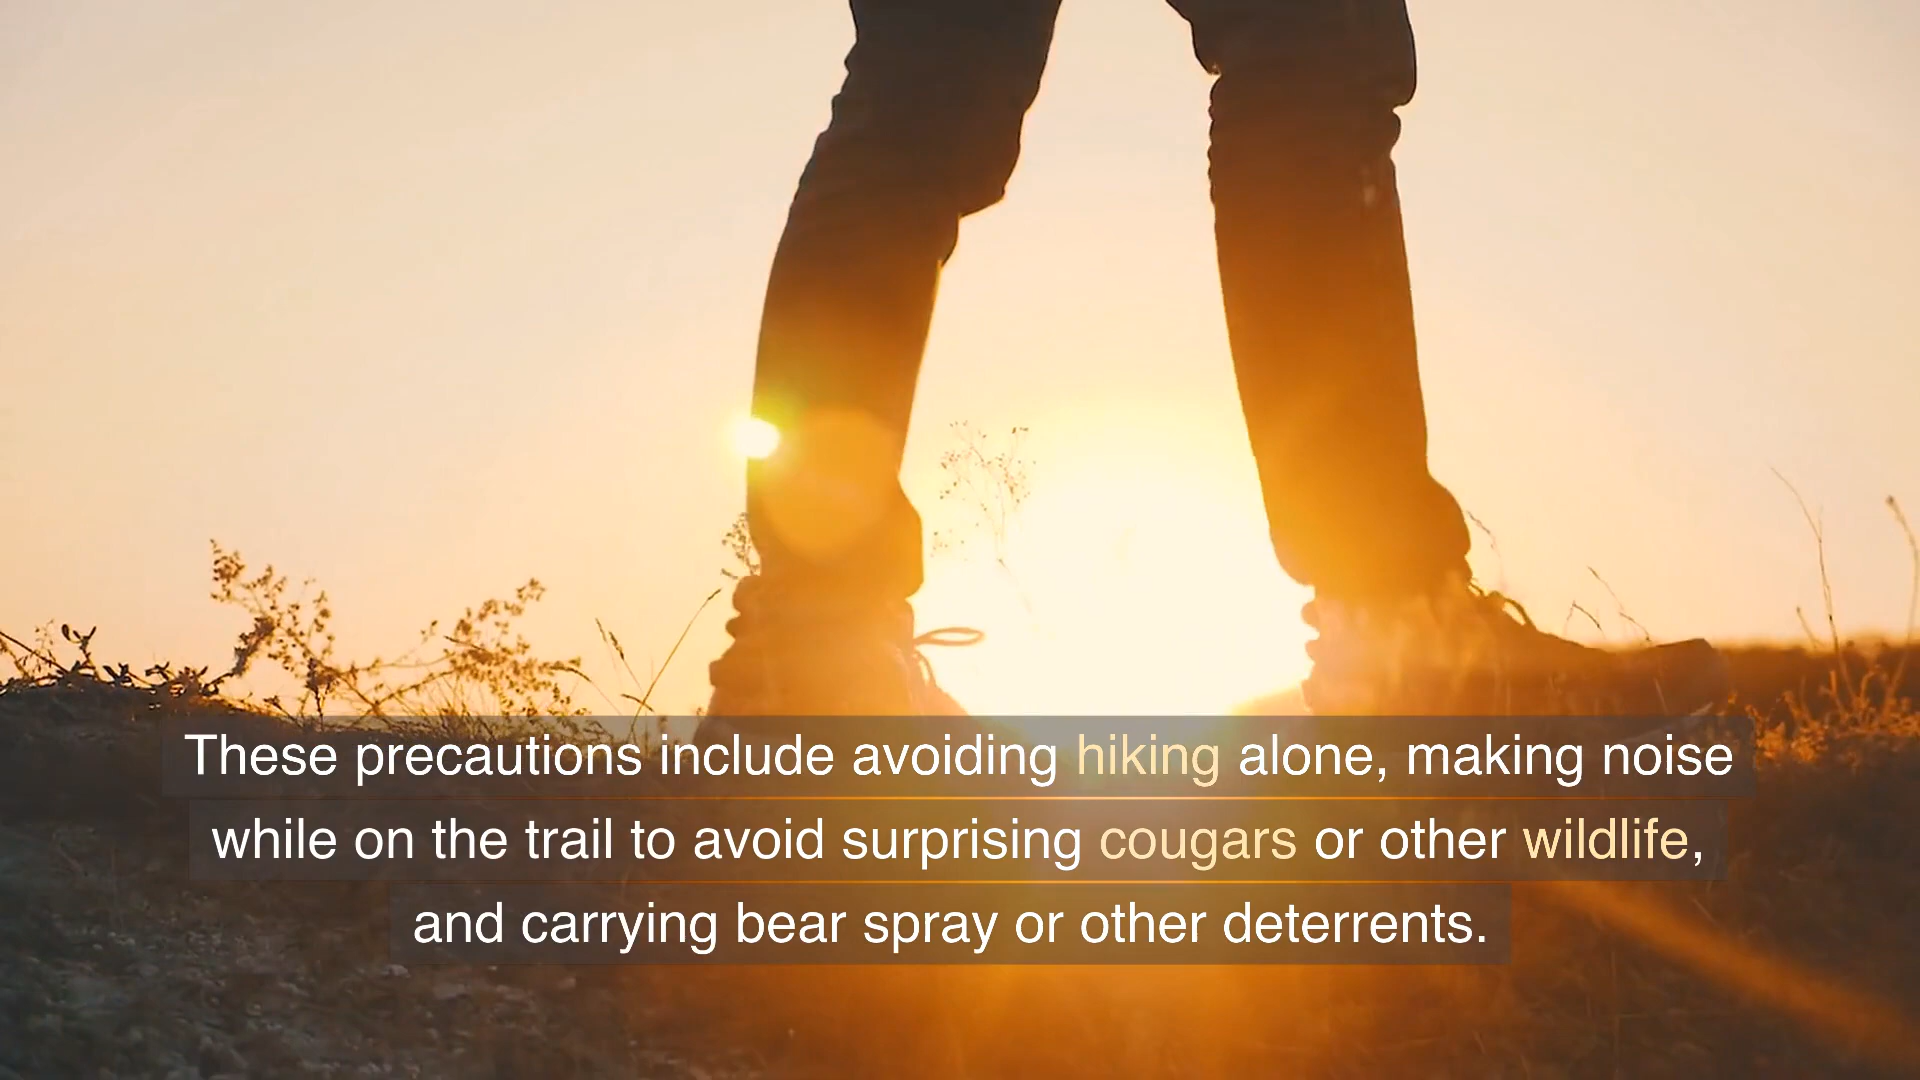 These precautions include avoiding hiking alone, making noise
while on the trail to avoid surprising cougars or other wildlife,
and carrying bear spray or other deterrents.